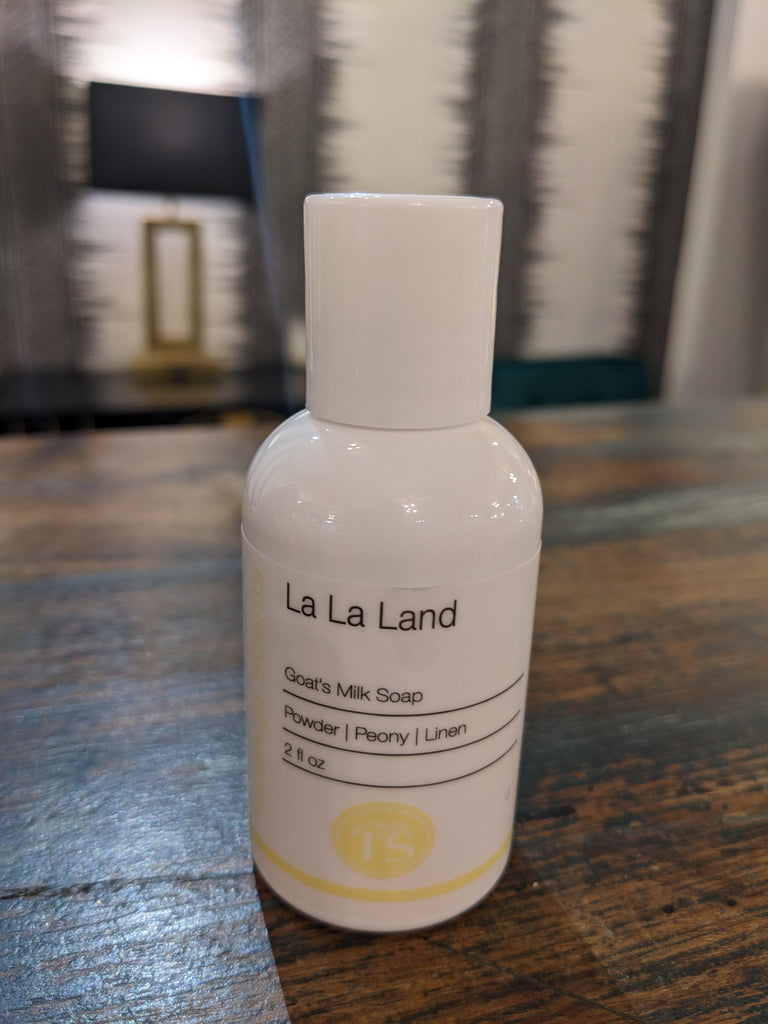 La La Land
Goat's Milk Soap
Powder | Peony | Linen
2 fl oz
TS